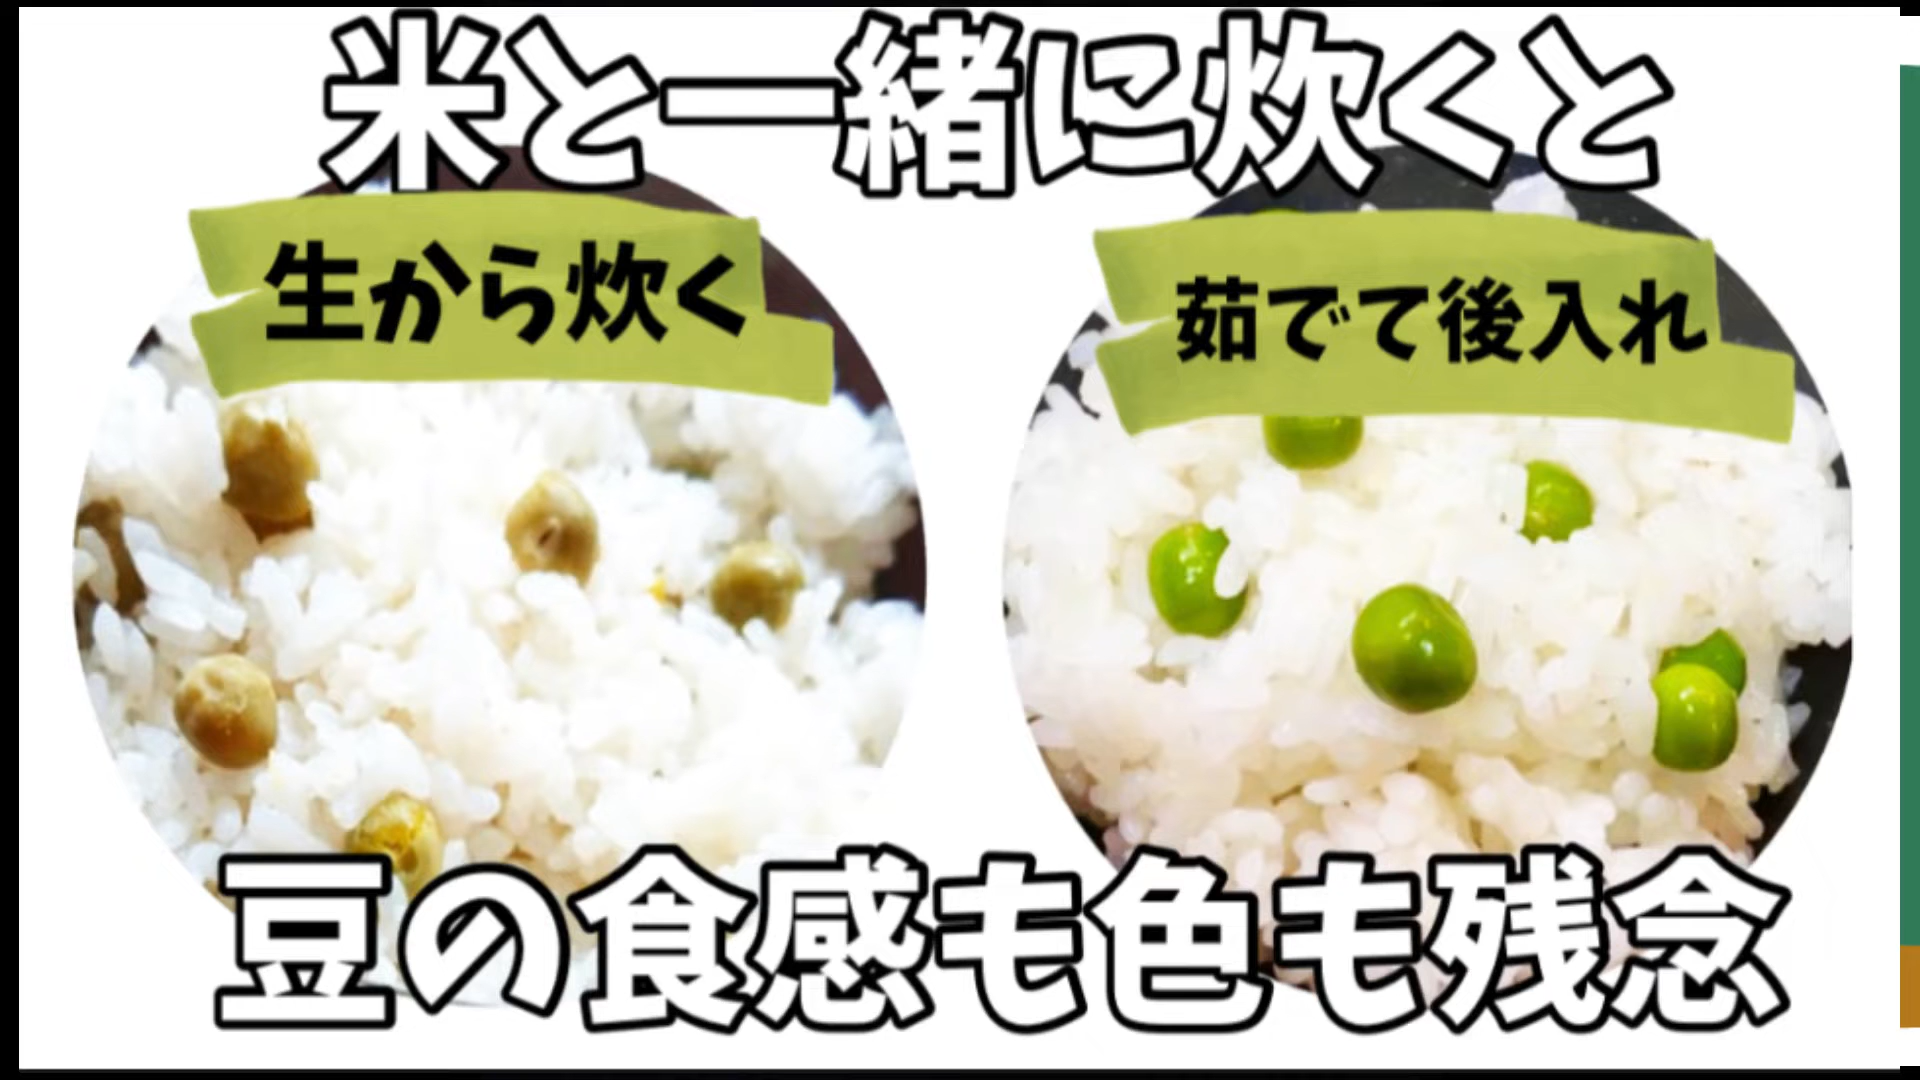 米と一緒に炊くと
生から炊く
茹でて後入れ
豆の食感も色も残念